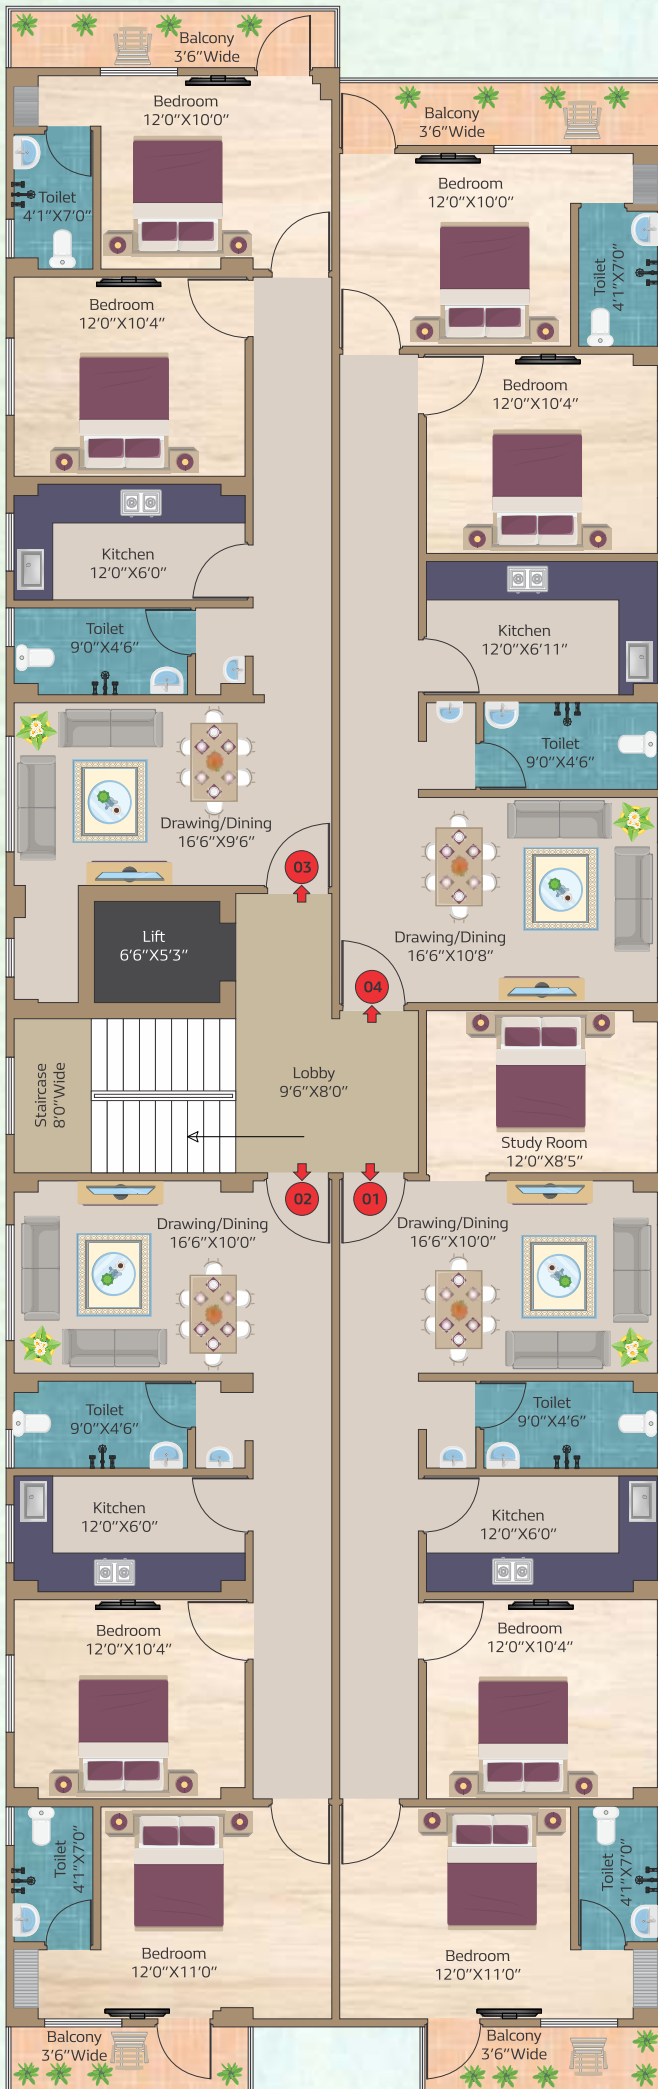 Balcony
3'6"Wide
Bedroom
12'0"X10'0"
Toilet
4'1"X7'0"
Bedroom
12'0"X10'4"
Kitchen
12'0"X6'0"
Toilet
9'0"X4'6"
Drawing/Dining
16'6"X9'6"
03
Lift
6'6"X5'3"
Balcony
3'6"Wide
Bedroom
12'0"X10'0"
Toilet
4'1"X7'0"
Bedroom
12'0"X10'4"
Kitchen
12'0"X6'11"
Toilet
9'0"X4'6"
Drawing/Dining
16'6"X10'8"
04
Staircase
8'0"Wide
Lobby
9'6"X8'0"
Study Room
12'0"X8'5"
02
01
Drawing/Dining
16'6"X10'0"
Toilet
9'0"X4'6"
Kitchen
12'0"X6'0"
Bedroom
12'0"X10'4"
Toilet
4'1"X7'0"
Bedroom
12'0"X11'0"
Balcony
3'6"Wide
Drawing/Dining
16'6"X10'0"
Toilet
9'0"X4'6"
Kitchen
12'0"X6'0"
Bedroom
12'0"X10'4"
Toilet
4'1"X7'0"
Bedroom
12'0"X11'0"
Balcony
3'6"Wide